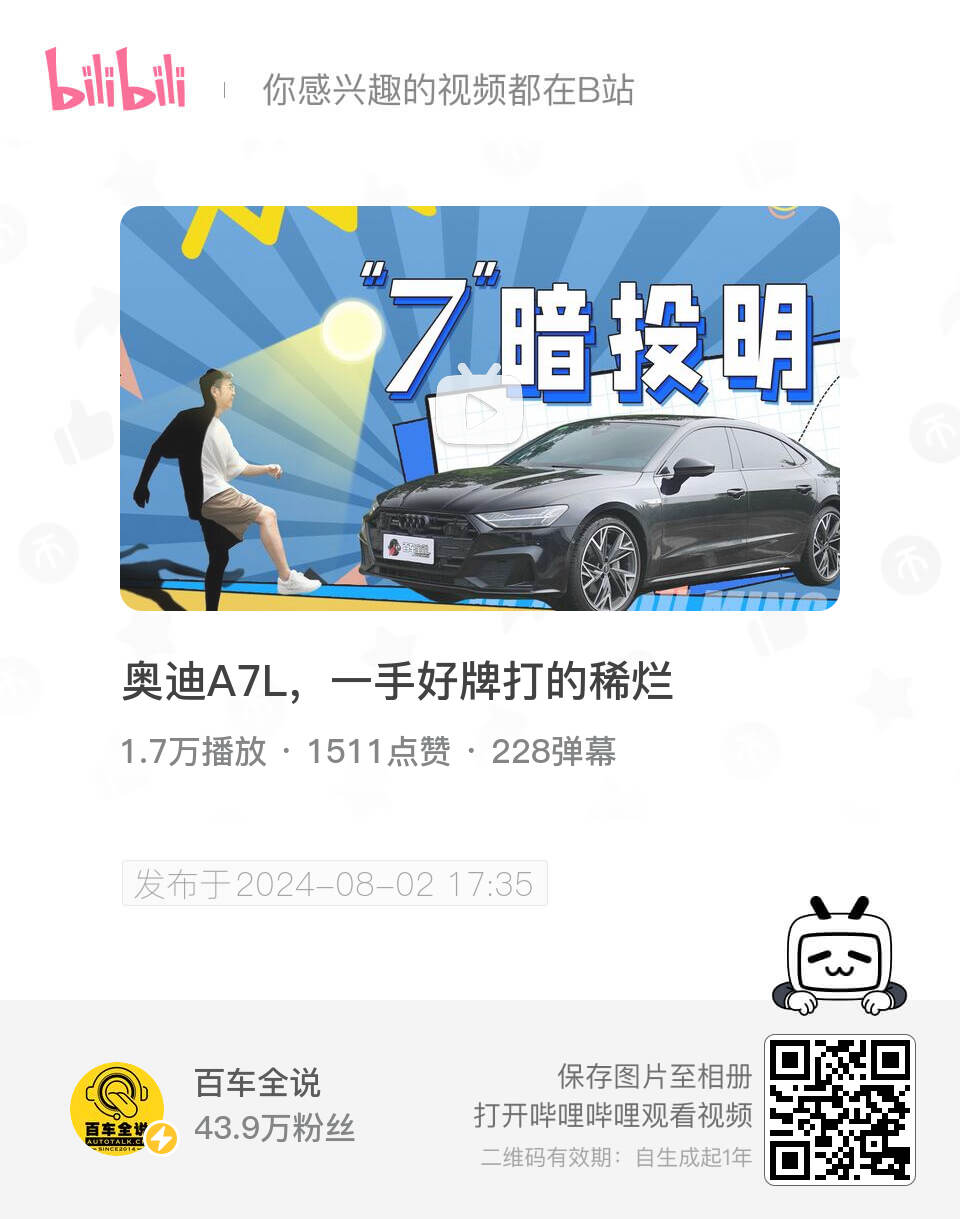 bilibili
你感兴趣的视频都在B站
"7"暗投明
百车全说
奥迪A7L，一手好牌打的稀烂
1.7万播放 · 1511点赞 · 228弹幕
发布于2024-08-02 17:35
百车全说
43.9万粉丝
百车全说
AUTOTALK.C
SINCE2014
保存图片至相册
打开哔哩哔哩观看视频
二维码有效期：自生成起1年